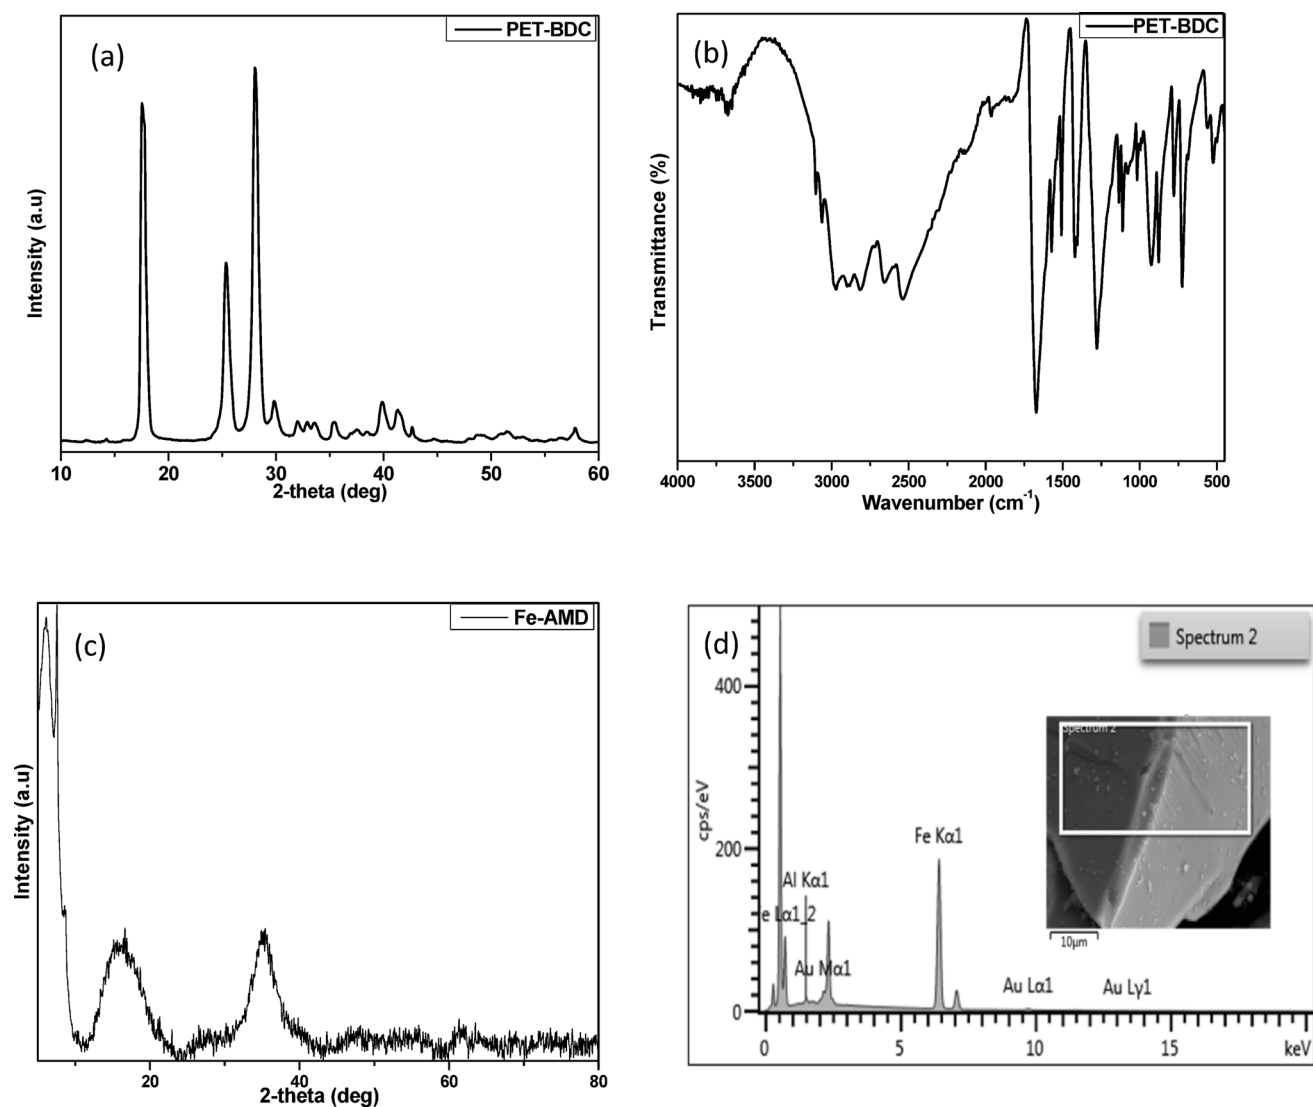 (a)
PET-BDC
Intensity (a.u)
10 20 30 40 50 60
2-theta (deg)
(b)
PET-BDC
Transmittance (%)
4000 3500 3000 2500 2000 1500 1000 500
Wavenumber (cm-1)
(c)
Fe-AMD
Intensity (a.u)
20 40 60 80
2-theta (deg)
(d)
Spectrum 2
cps/eV
400
200
0
Fe Kα1
Al Kα1
e Lα1_2
Au Mα1
Au Lα1
Au Lγ1
Spectrum 2
10μm
0 5 10 15 keV